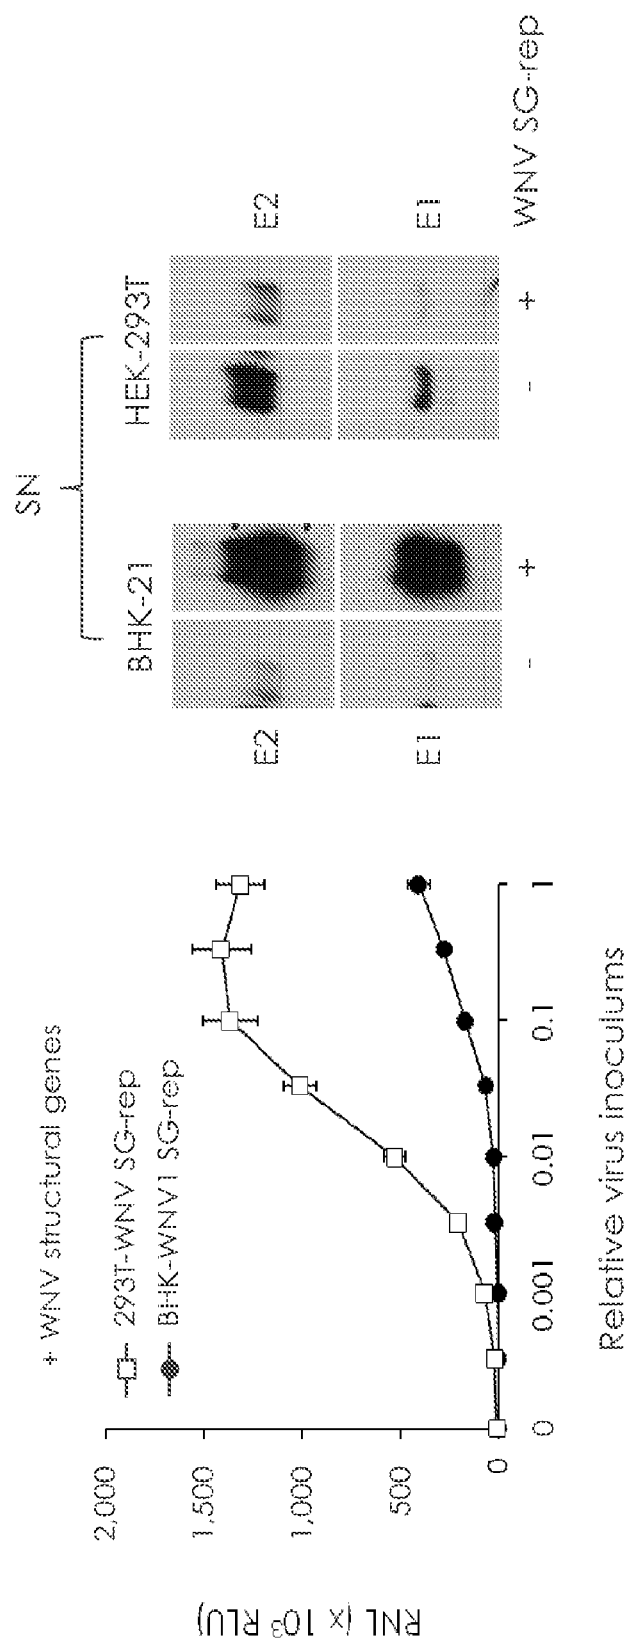 + WNV structural genes
293T-WNV SG-rep
BHK-WNV1 SG-rep
RNL (x 10³ RLU)
2,000
1,500
1,000
500
0
0
0.001
0.01
0.1
1
Relative virus inoculums
SN
BHK-21
HEK-293T
E2
E2
E1
E1
-
+
-
+
WNV SG-rep